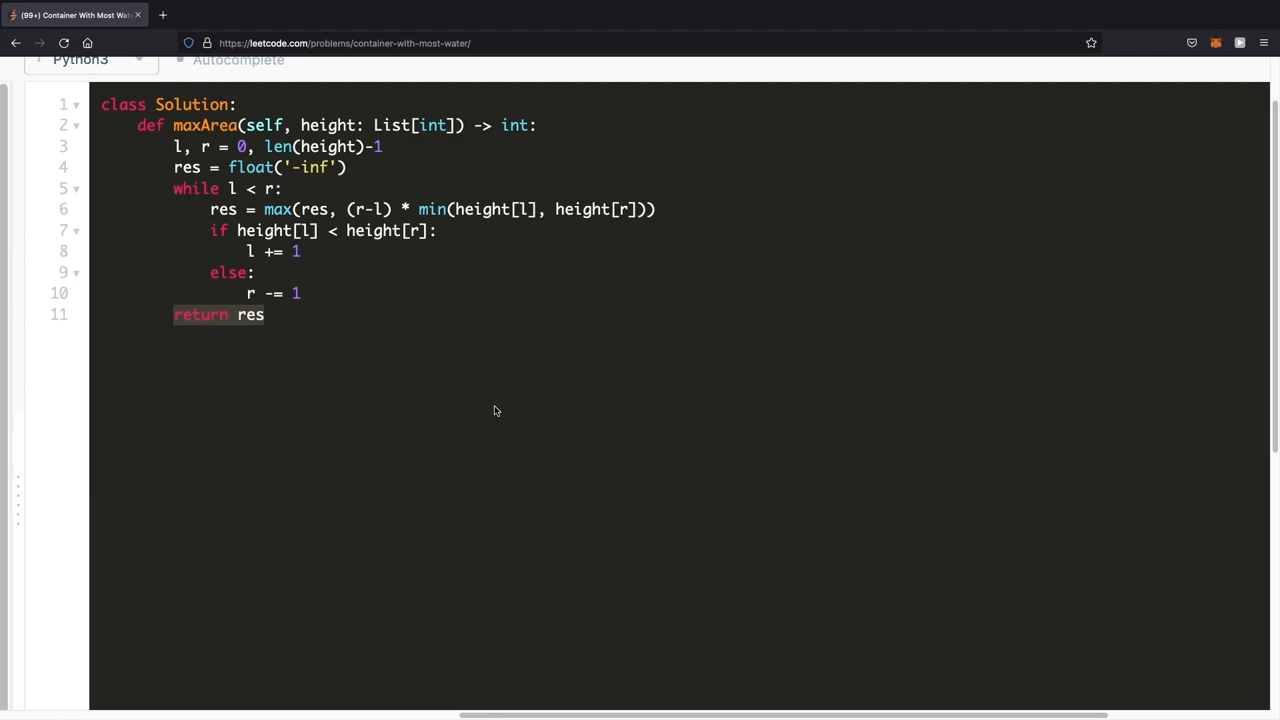 (99+) Container With Most Wat
https://leetcode.com/problems/container-with-most-water/
Python3 Autocomplete
1 class Solution:
2 def maxArea(self, height: List[int]) -> int:
3 l, r = 0, len(height)-1
4 res = float('-inf')
5 while l < r:
6 res = max(res, (r-l) * min(height[l], height[r]))
7 if height[l] < height[r]:
8 l += 1
9 else:
10 r -= 1
11 return res